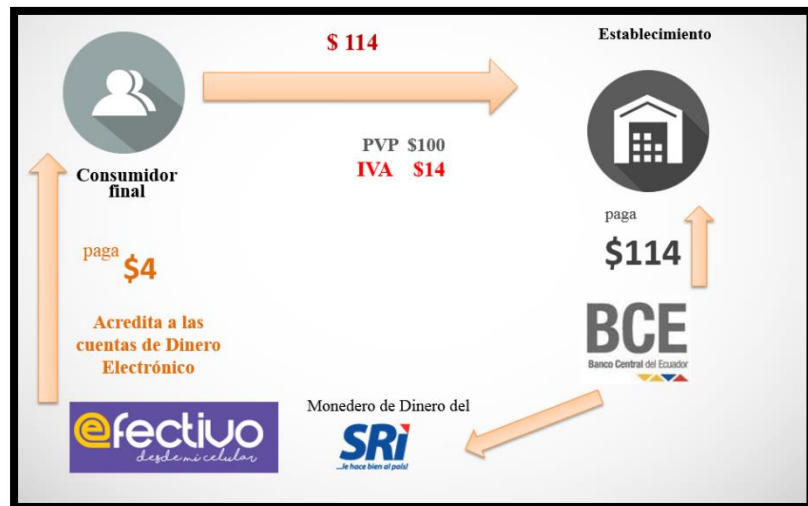 $ 114
Establecimiento
PVP $100
IVA $14
Consumidor
final
paga
$4
Acredita a las
cuentas de Dinero
Electrónico
paga
$114
BCE
Banco Central del Ecuador
efectivo
desde mi celular
Monedero de Dinero del
SRi
...le hace bien al país!